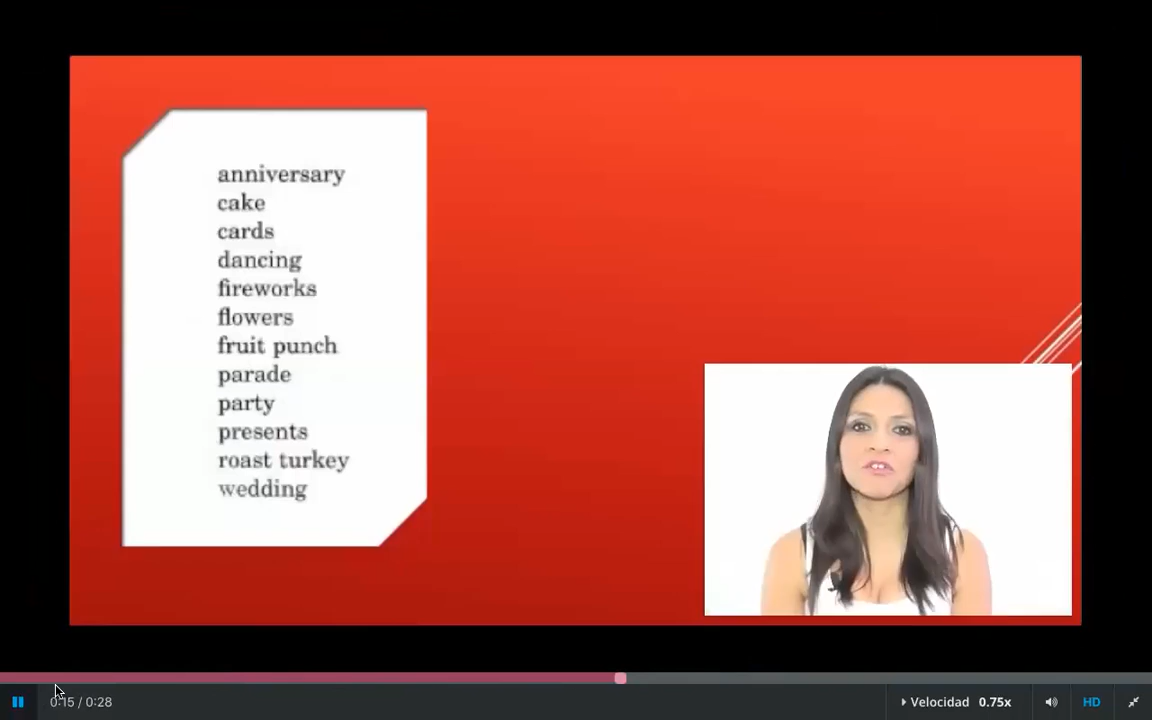 anniversary
cake
cards
dancing
fireworks
flowers
fruit punch
parade
party
presents
roast turkey
wedding
0:15 / 0:28
Velocidad 0.75x
HD